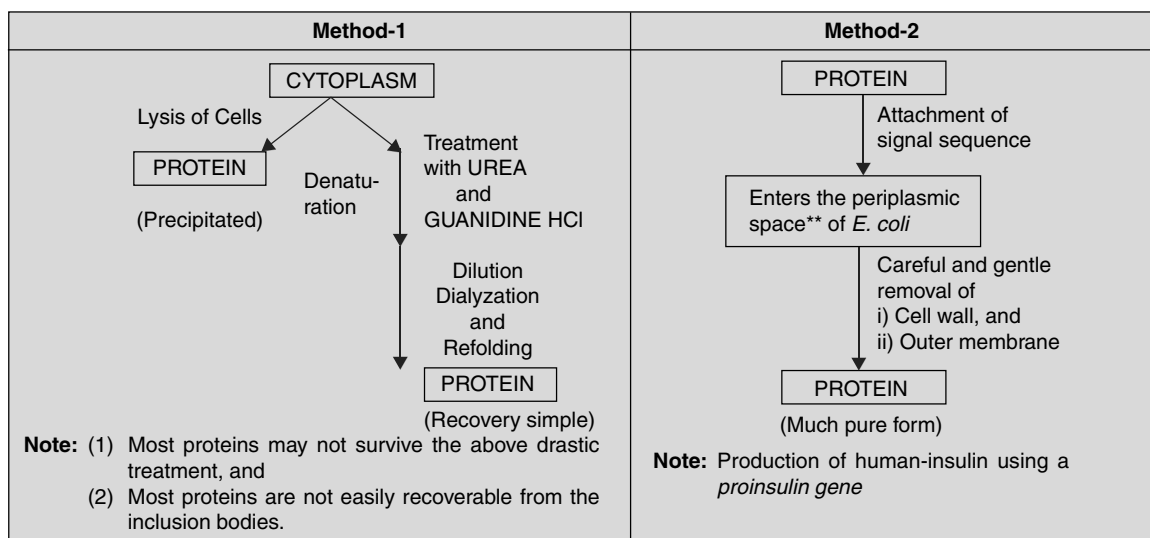 Method-1
CYTOPLASM
Lysis of Cells
PROTEIN
(Precipitated)
Denatu-
ration
Treatment
with UREA
and
GUANIDINE HCl
Dilution
Dialyzation
and
Refolding
PROTEIN
(Recovery simple)
Note: (1) Most proteins may not survive the above drastic
treatment, and
(2) Most proteins are not easily recoverable from the
inclusion bodies.
Method-2
PROTEIN
Attachment of
signal sequence
Enters the periplasmic
space** of E. coli
Careful and gentle
removal of
i) Cell wall, and
ii) Outer membrane
PROTEIN
(Much pure form)
Note: Production of human-insulin using a
proinsulin gene